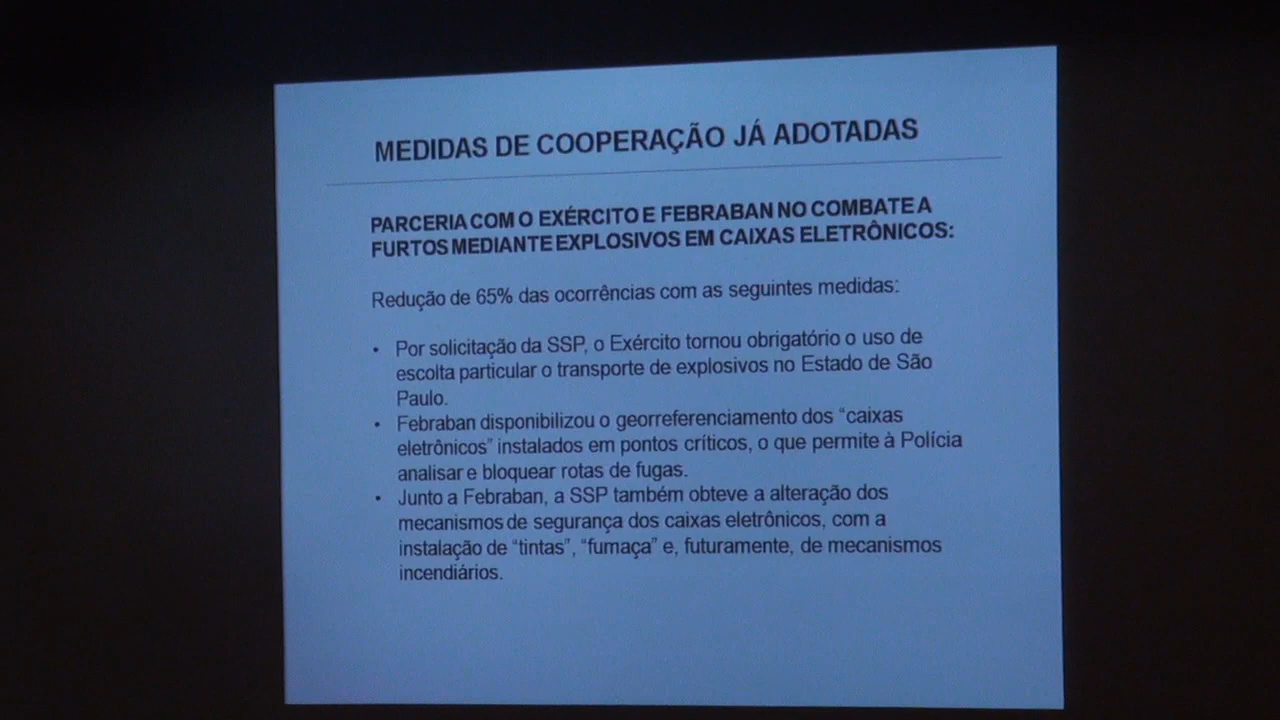 MEDIDAS DE COOPERAÇÃO JÁ ADOTADAS
PARCERIA COM O EXÉRCITO E FEBRABAN NO COMBATE A
FURTOS MEDIANTE EXPLOSIVOS EM CAIXAS ELETRÔNICOS:
Redução de 65% das ocorrências com as seguintes medidas:
• Por solicitação da SSP, o Exército tornou obrigatório o uso de
escolta particular o transporte de explosivos no Estado de São
Paulo.
• Febraban disponibilizou o georreferenciamento dos “caixas
eletrônicos” instalados em pontos críticos, o que permite à Polícia
analisar e bloquear rotas de fugas.
• Junto a Febraban, a SSP também obteve a alteração dos
mecanismos de segurança dos caixas eletrônicos, com a
instalação de “tintas”, “fumaça” e, futuramente, de mecanismos
incendiários.